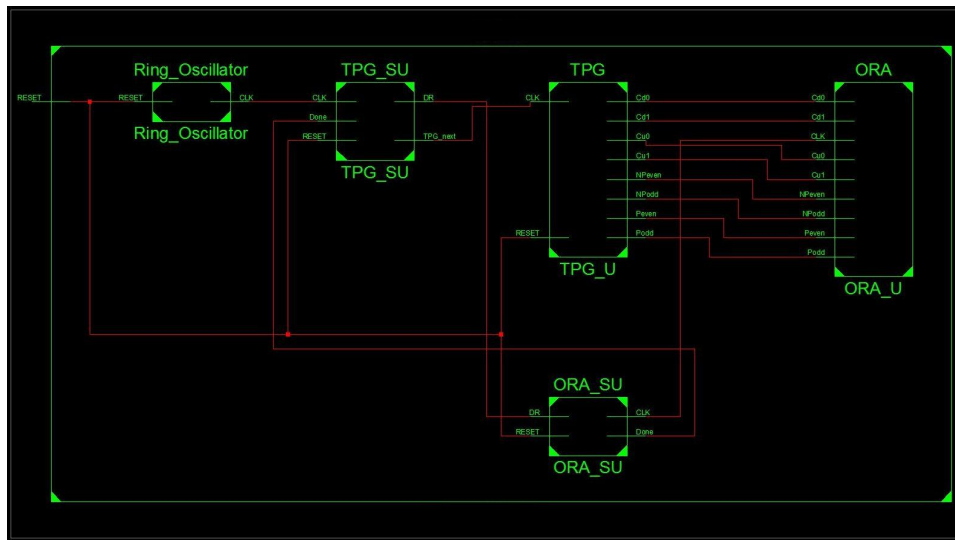 Ring_Oscillator
TPG_SU
TPG
ORA
RESET
RESET
CLK
CLK
DR
CLK
Cd0
Cd0
Done
Cd1
Cd1
RESET
TPG_next
Cu0
CLK
Ring_Oscillator
Cu1
Cu0
TPG_SU
NPeven
Cu1
NPodd
NPeven
Peven
NPodd
RESET
Podd
Peven
Podd
TPG_U
ORA_U
ORA_SU
DR
CLK
RESET
Done
ORA_SU